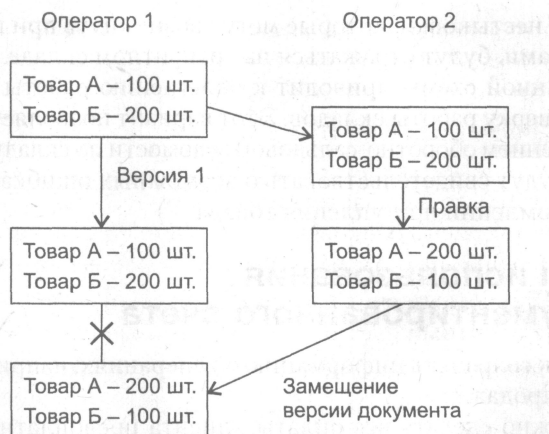 Оператор 1
Оператор 2
Товар А – 100 шт.
Товар Б – 200 шт.
Товар А – 100 шт.
Товар Б – 200 шт.
Версия 1
Правка
Товар А – 100 шт.
Товар Б – 200 шт.
Товар А – 200 шт.
Товар Б – 100 шт.
Товар А – 200 шт.
Товар Б – 100 шт.
Замещение
версии документа